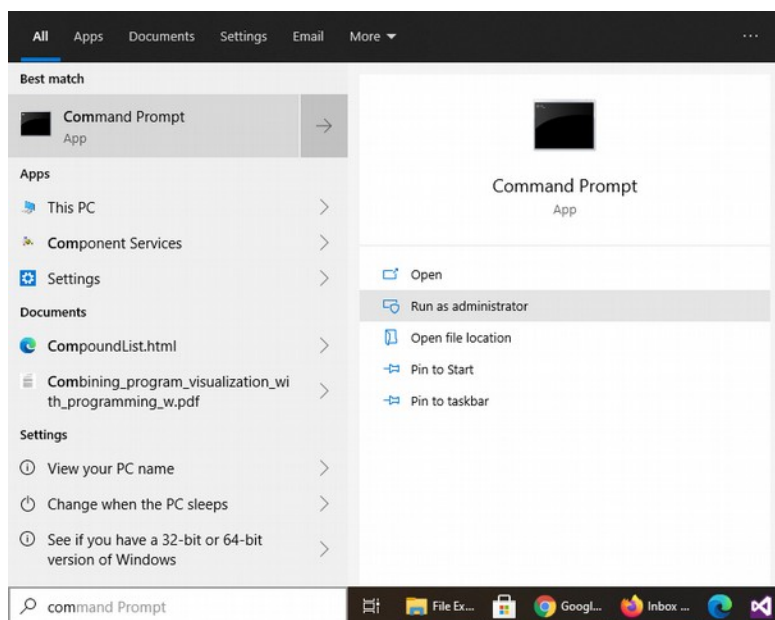 All Apps Documents Settings Email More
Best match
Command Prompt
App
Apps
This PC
Component Services
Settings
Documents
CompoundList.html
Combining_program_visualization_wi
th_programming_w.pdf
Settings
View your PC name
Change when the PC sleeps
See if you have a 32-bit or 64-bit
version of Windows
command Prompt
Command Prompt
App
Open
Run as administrator
Open file location
Pin to Start
Pin to taskbar
File Ex... Googl... Inbox ...